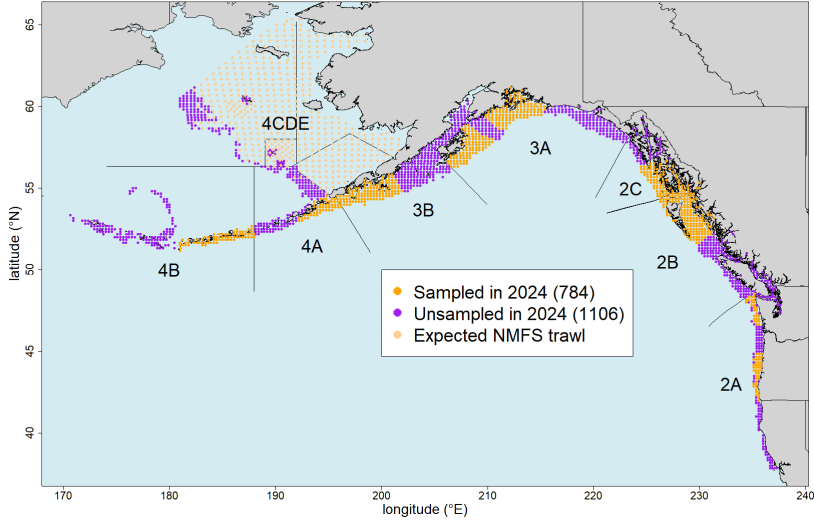 65
60
55
50
45
40
latitude (°N)
4CDE
3A
2C
3B
4A
4B
2B
2A
Sampled in 2024 (784)
Unsampled in 2024 (1106)
Expected NMFS trawl
170 180 190 200 210 220 230 240
longitude (°E)